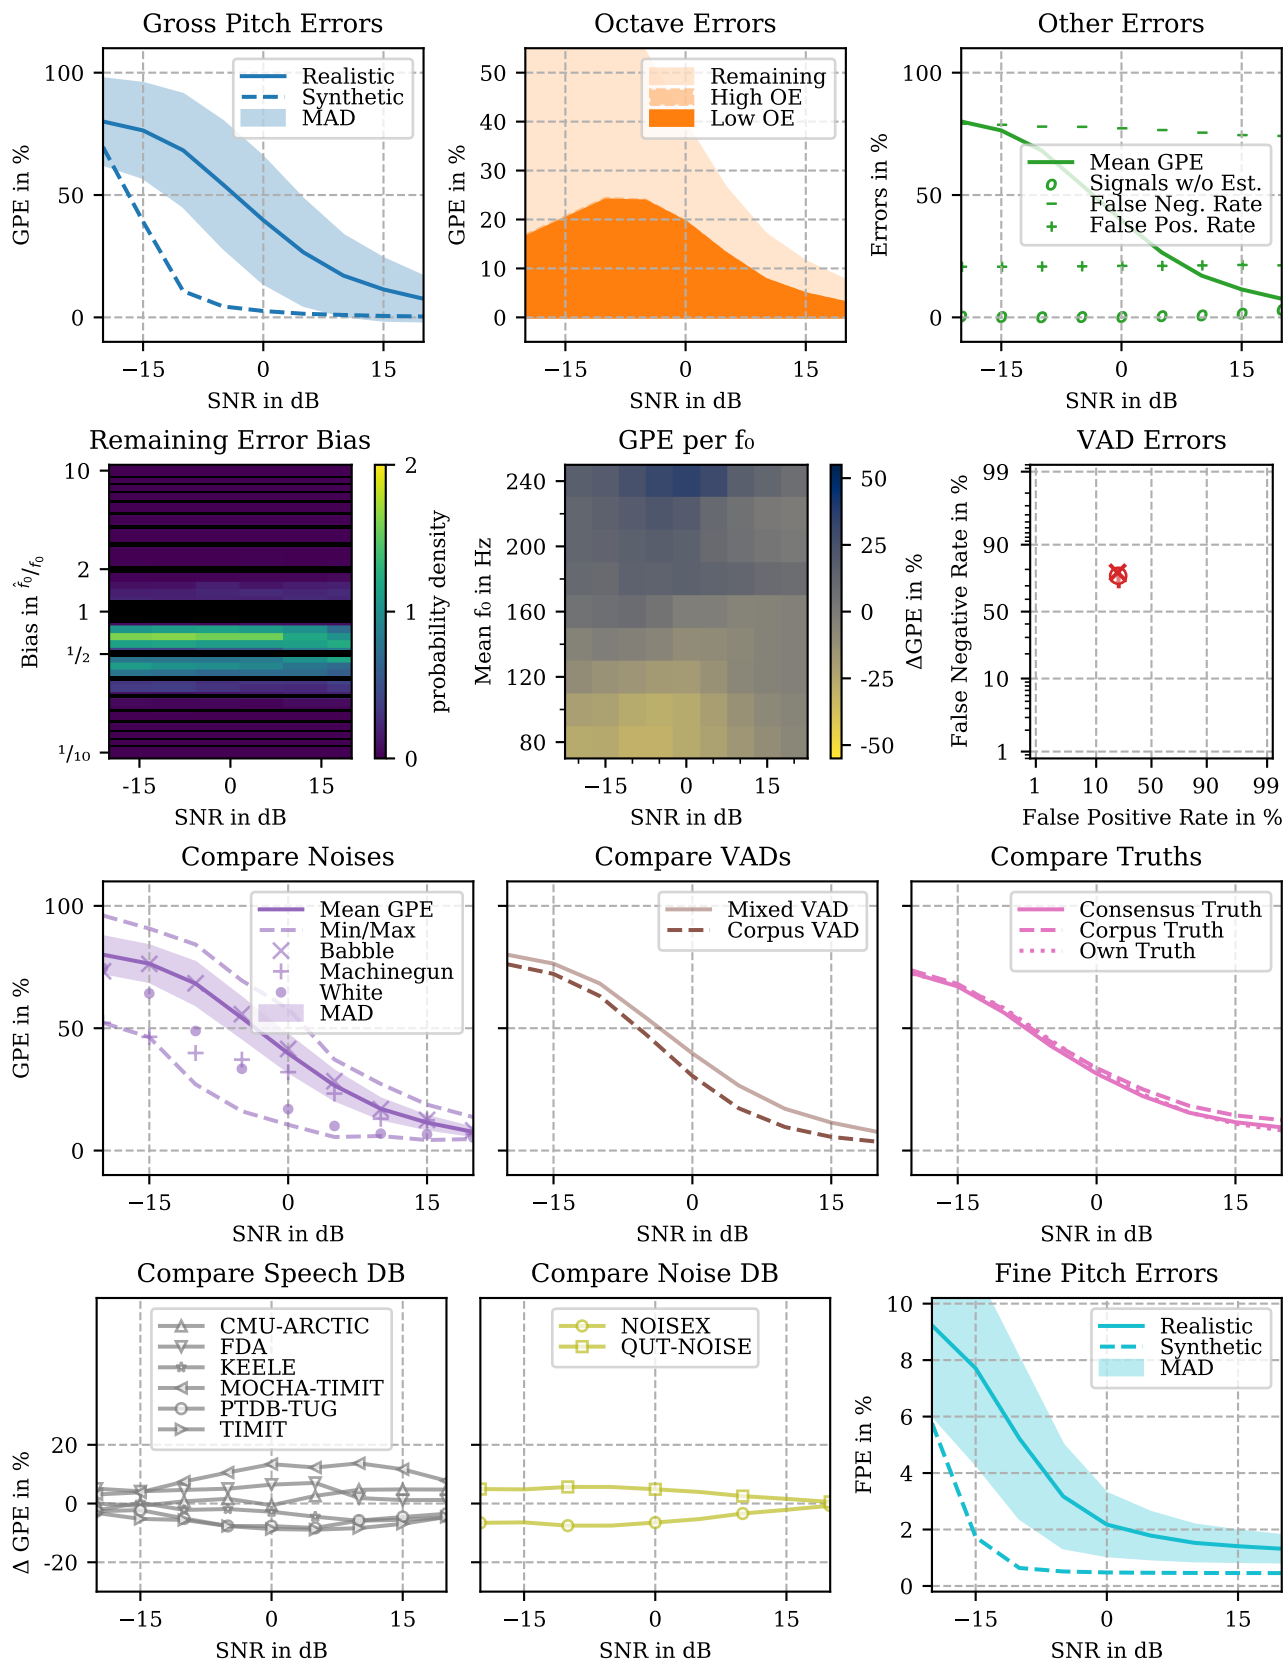 Gross Pitch Errors
100
50
0
GPE in %
Realistic
Synthetic
MAD
−15
0
15
SNR in dB
Octave Errors
50
40
30
20
10
0
GPE in %
Remaining
High OE
Low OE
−15
0
15
SNR in dB
Other Errors
100
50
0
Errors in %
Mean GPE
Signals w/o Est.
False Neg. Rate
False Pos. Rate
−15
0
15
SNR in dB
Remaining Error Bias
10
2
1
1/2
1/10
Bias in f̂₀/f₀
-15
0
15
SNR in dB
2
1
0
probability density
GPE per f₀
240
200
160
120
80
Mean f₀ in Hz
−15
0
15
SNR in dB
50
25
0
-25
-50
ΔGPE in %
VAD Errors
99
90
50
10
1
False Negative Rate in %
1
10
50
90
99
False Positive Rate in %
Compare Noises
100
50
0
GPE in %
Mean GPE
Min/Max
Babble
Machinegun
White
MAD
−15
0
15
SNR in dB
Compare VADs
Mixed VAD
Corpus VAD
−15
0
15
SNR in dB
Compare Truths
Consensus Truth
Corpus Truth
Own Truth
−15
0
15
SNR in dB
Compare Speech DB
CMU-ARCTIC
FDA
KEELE
MOCHA-TIMIT
PTDB-TUG
TIMIT
20
0
-20
Δ GPE in %
−15
0
15
SNR in dB
Compare Noise DB
NOISEX
QUT-NOISE
−15
0
15
SNR in dB
Fine Pitch Errors
10
8
6
4
2
0
FPE in %
Realistic
Synthetic
MAD
−15
0
15
SNR in dB